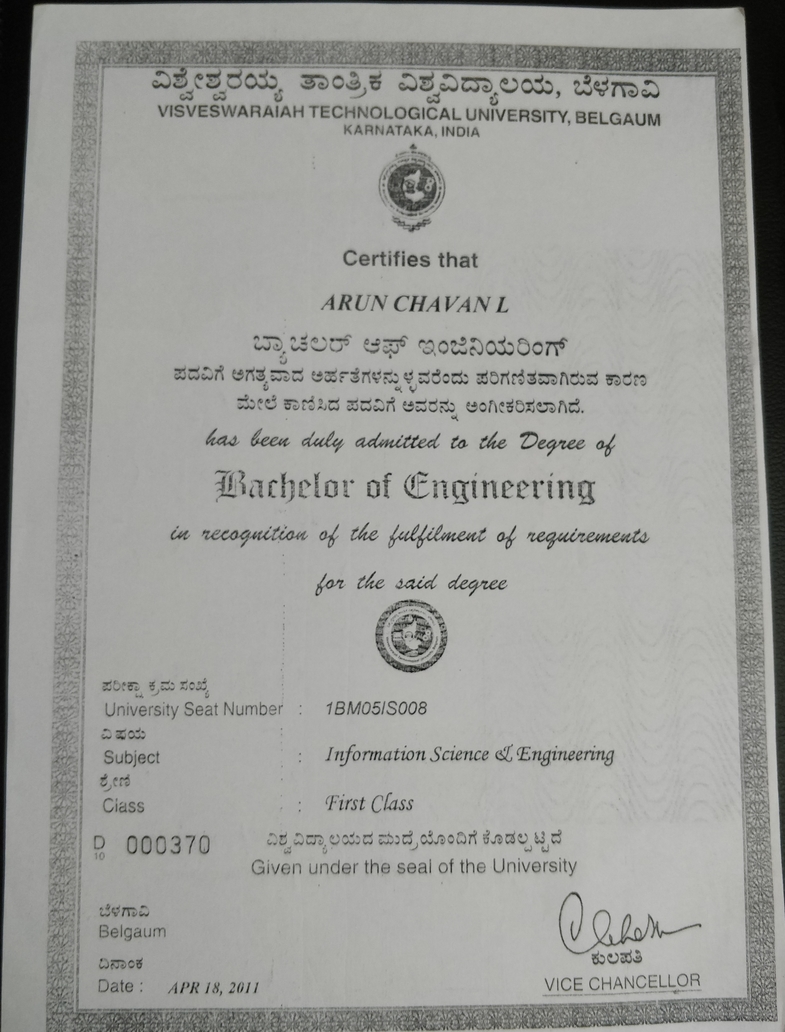 ವಿಶ್ವೇಶ್ವರಯ್ಯ ತಾಂತ್ರಿಕ ವಿಶ್ವವಿದ್ಯಾಲಯ, ಬೆಳಗಾವಿ
VISVESWARAIAH TECHNOLOGICAL UNIVERSITY, BELGAUM
KARNATAKA, INDIA
Certifies that
ARUN CHAVAN L
ಬ್ಯಾಚಲರ್ ಆಫ್ ಇಂಜಿನಿಯರಿಂಗ್
ಪದವಿಗೆ ಅಗತ್ಯವಾದ ಅರ್ಹತೆಗಳನ್ನುಳ್ಳವರೆಂದು ಪರಿಗಣಿತವಾಗಿರುವ ಕಾರಣ
ಮೇಲೆ ಕಾಣಿಸಿದ ಪದವಿಗೆ ಅವರನ್ನು ಅಂಗೀಕರಿಸಲಾಗಿದೆ.
has been duly admitted to the Degree of
Bachelor of Engineering
in recognition of the fulfilment of requirements
for the said degree
ಪರೀಕ್ಷಾ ಕ್ರಮ ಸಂಖ್ಯೆ
University Seat Number : 1BM05IS008
ವಿಷಯ
Subject : Information Science & Engineering
ಶ್ರೇಣಿ
Class : First Class
D 10 000370 ವಿಶ್ವವಿದ್ಯಾಲಯದ ಮುದ್ರೆಯೊಂದಿಗೆ ಕೊಡಲ್ಪಟ್ಟಿದೆ
Given under the seal of the University
ಬೆಳಗಾವಿ
Belgaum
ಕುಲಪತಿ
ದಿನಾಂಕ
VICE CHANCELLOR
Date : APR 18, 2011